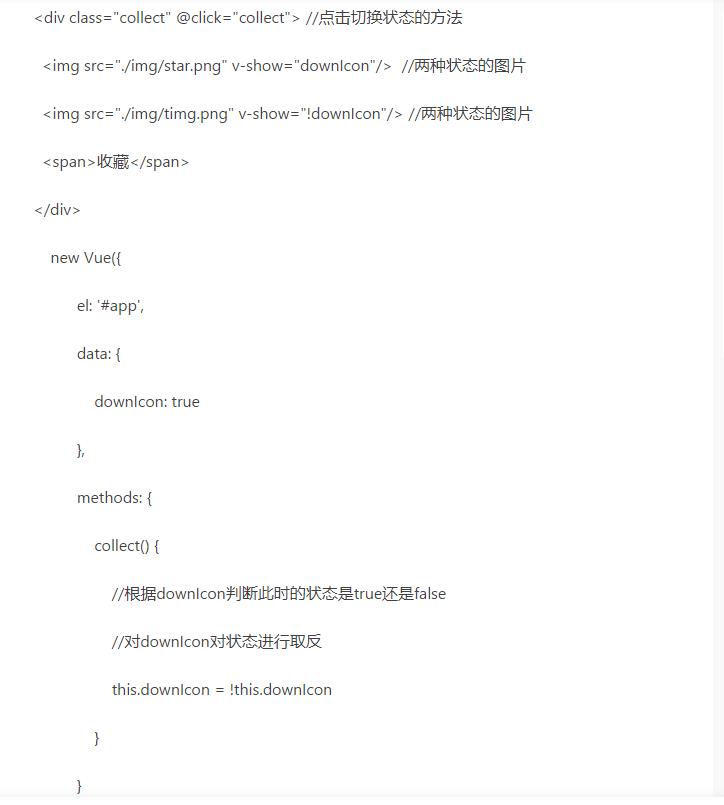 <div class="collect" @click="collect"> //点击切换状态的方法
<img src="./img/star.png" v-show="downIcon"/>  //两种状态的图片
<img src="./img/timg.png" v-show="!downIcon"/> //两种状态的图片
<span>收藏</span>
</div>
new Vue({
el: '#app',
data: {
downIcon: true
},
methods: {
collect() {
//根据downIcon判断此时的状态是true还是false
//对downIcon对状态进行取反
this.downIcon = !this.downIcon
}
}